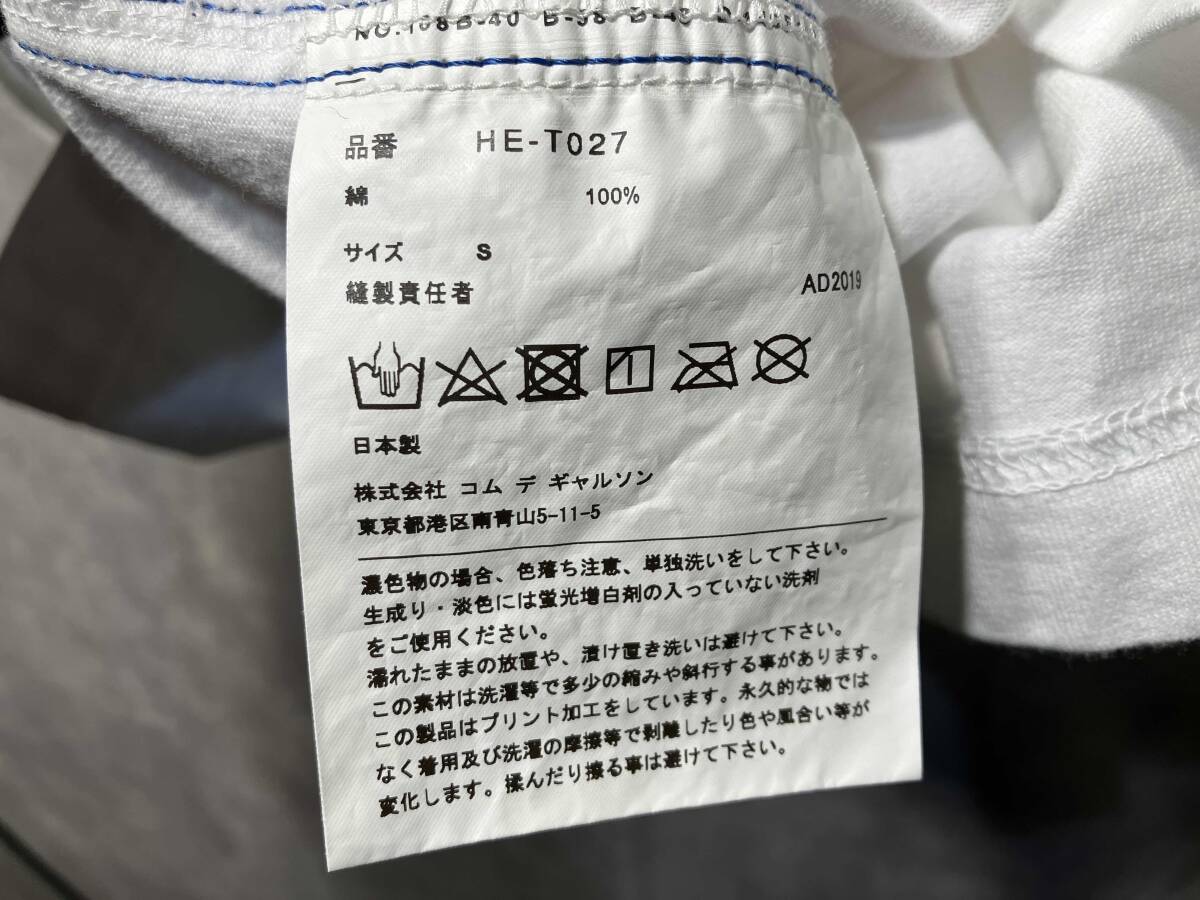 品番 HE-T027
綿 100%
サイズ S
縫製責任者 AD2019
日本製
株式会社 コム デ ギャルソン
東京都港区南青山5-11-5
濃色物の場合、色落ち注意、単独洗いをして下さい。
生成り・淡色には蛍光増白剤の入っていない洗剤
をご使用ください。
濡れたままの放置や、漬け置き洗いは避けて下さい。
この素材は洗濯等で多少の縮みや斜行する事があります。
この製品はプリント加工をしています。永久的な物では
なく着用及び洗濯の摩擦等で剥離したり色や風合い等が
変化します。揉んだり擦る事は避けて下さい。